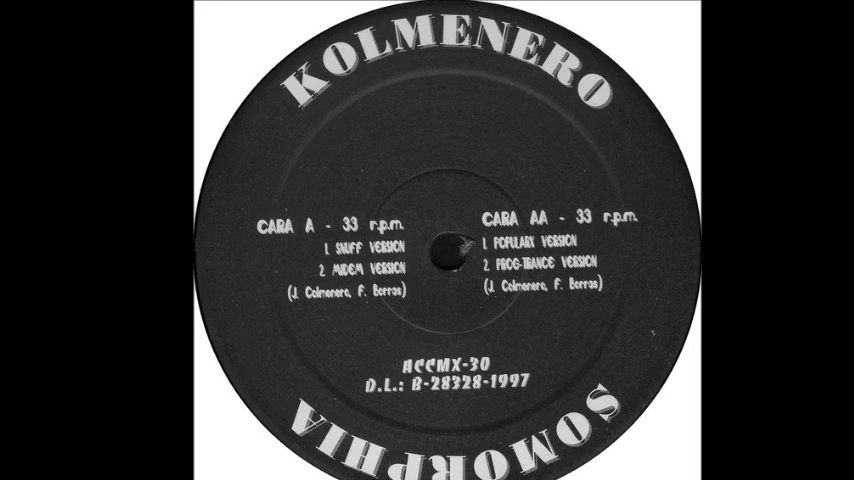 KOLMENERO
CARA A - 33 r.p.m.
1. SNUFF VERSION
2. MIDEM VERSION
(J. Colmenero, F. Borras)
CARA AA - 33 r.p.m.
1. POPULARX VERSION
2. PROG-TRANCE VERSION
(J. Colmenero, F. Borras)
ACCMX-30
D.L.: B-28328-1997
SOMORPHIA